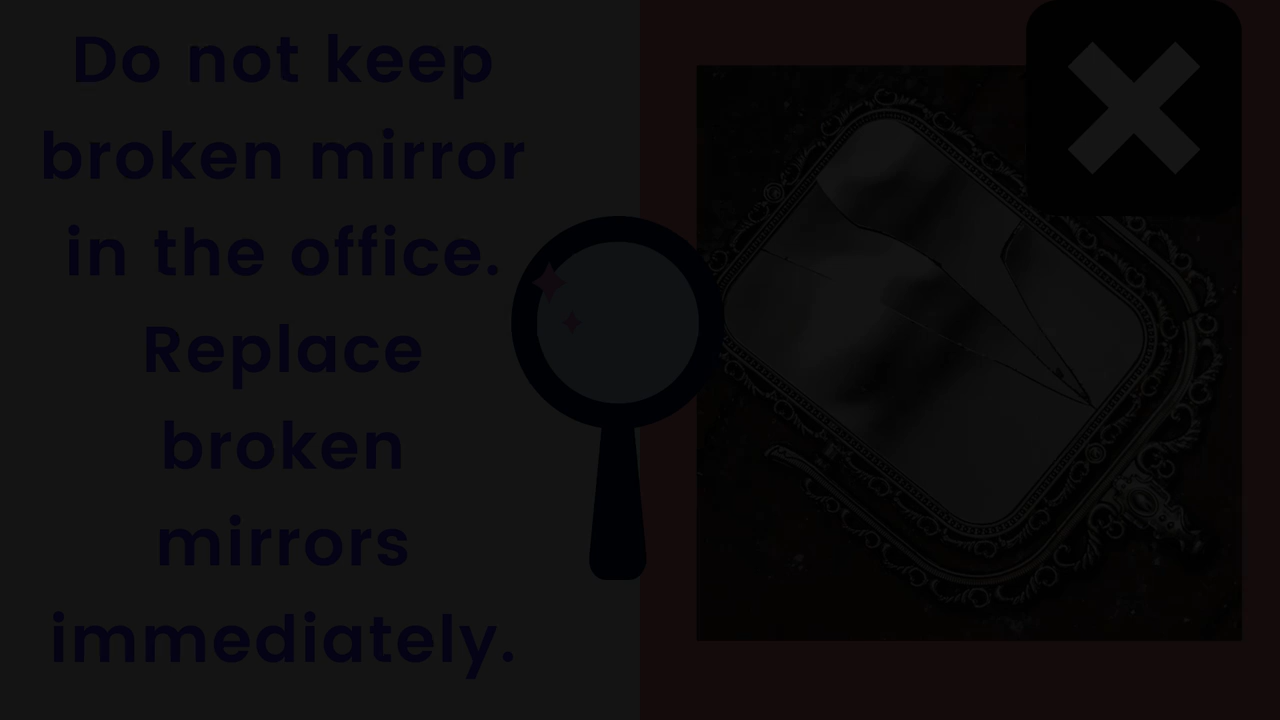 Do not keep
broken mirror
in the office.
Replace
broken
mirrors
immediately.